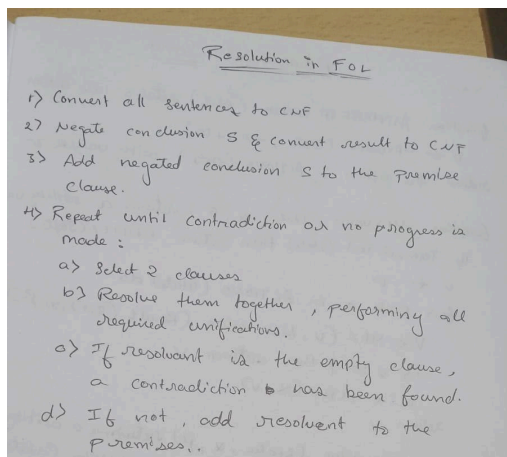 Resolution in FOL
1) Convert all sentences to CNF
2) Negate conclusion S & convert result to CNF
3) Add negated conclusion S to the premise
clause.
4) Repeat until contradiction or no progress is
made :
a) Select 2 clauses
b) Resolve them together, performing all
required unifications.
c) If resolvant is the empty clause,
a contradiction has been found.
d) If not, add resolvent to the
premises..